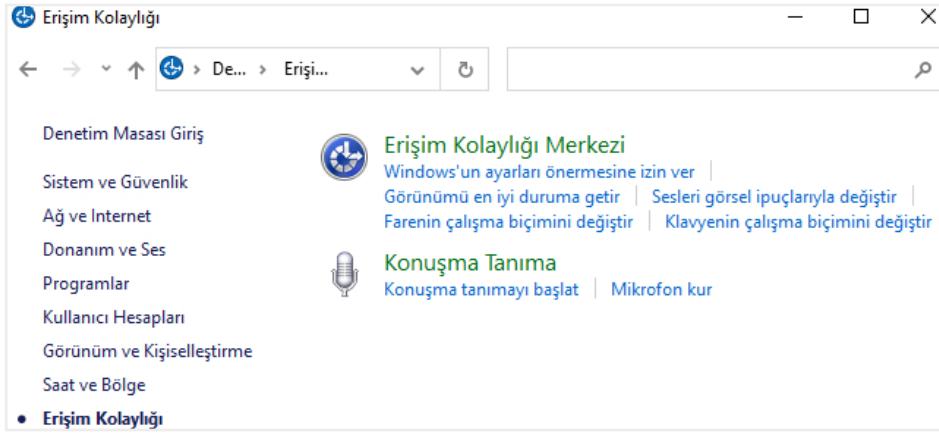 Erişim Kolaylığı
De... Erişi...
Denetim Masası Giriş
Sistem ve Güvenlik
Ağ ve Internet
Donanım ve Ses
Programlar
Kullanıcı Hesapları
Görünüm ve Kişiselleştirme
Saat ve Bölge
Erişim Kolaylığı
Erişim Kolaylığı Merkezi
Windows'un ayarları önermesine izin ver
Görünümü en iyi duruma getir Sesleri görsel ipuçlarıyla değiştir
Farenin çalışma biçimini değiştir Klavyenin çalışma biçimini değiştir
Konuşma Tanıma
Konuşma tanımayı başlat Mikrofon kur